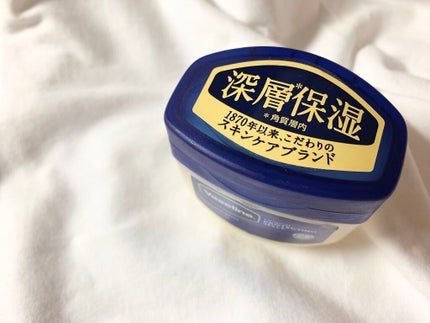 深層*保湿
*角質層内
1870年以来、こだわりの
スキンケアブランド
Vaseline